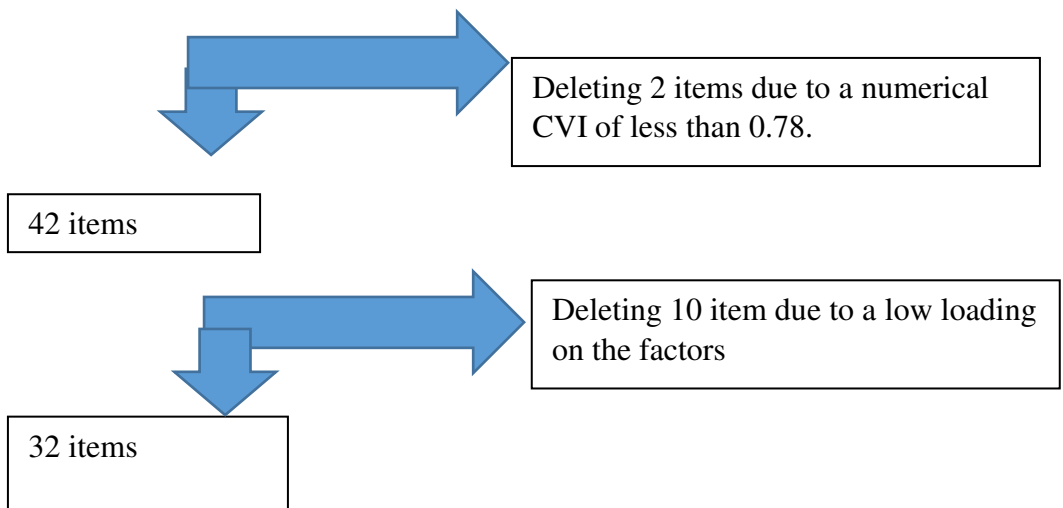 Deleting 2 items due to a numerical
CVI of less than 0.78.
42 items
Deleting 10 item due to a low loading
on the factors
32 items